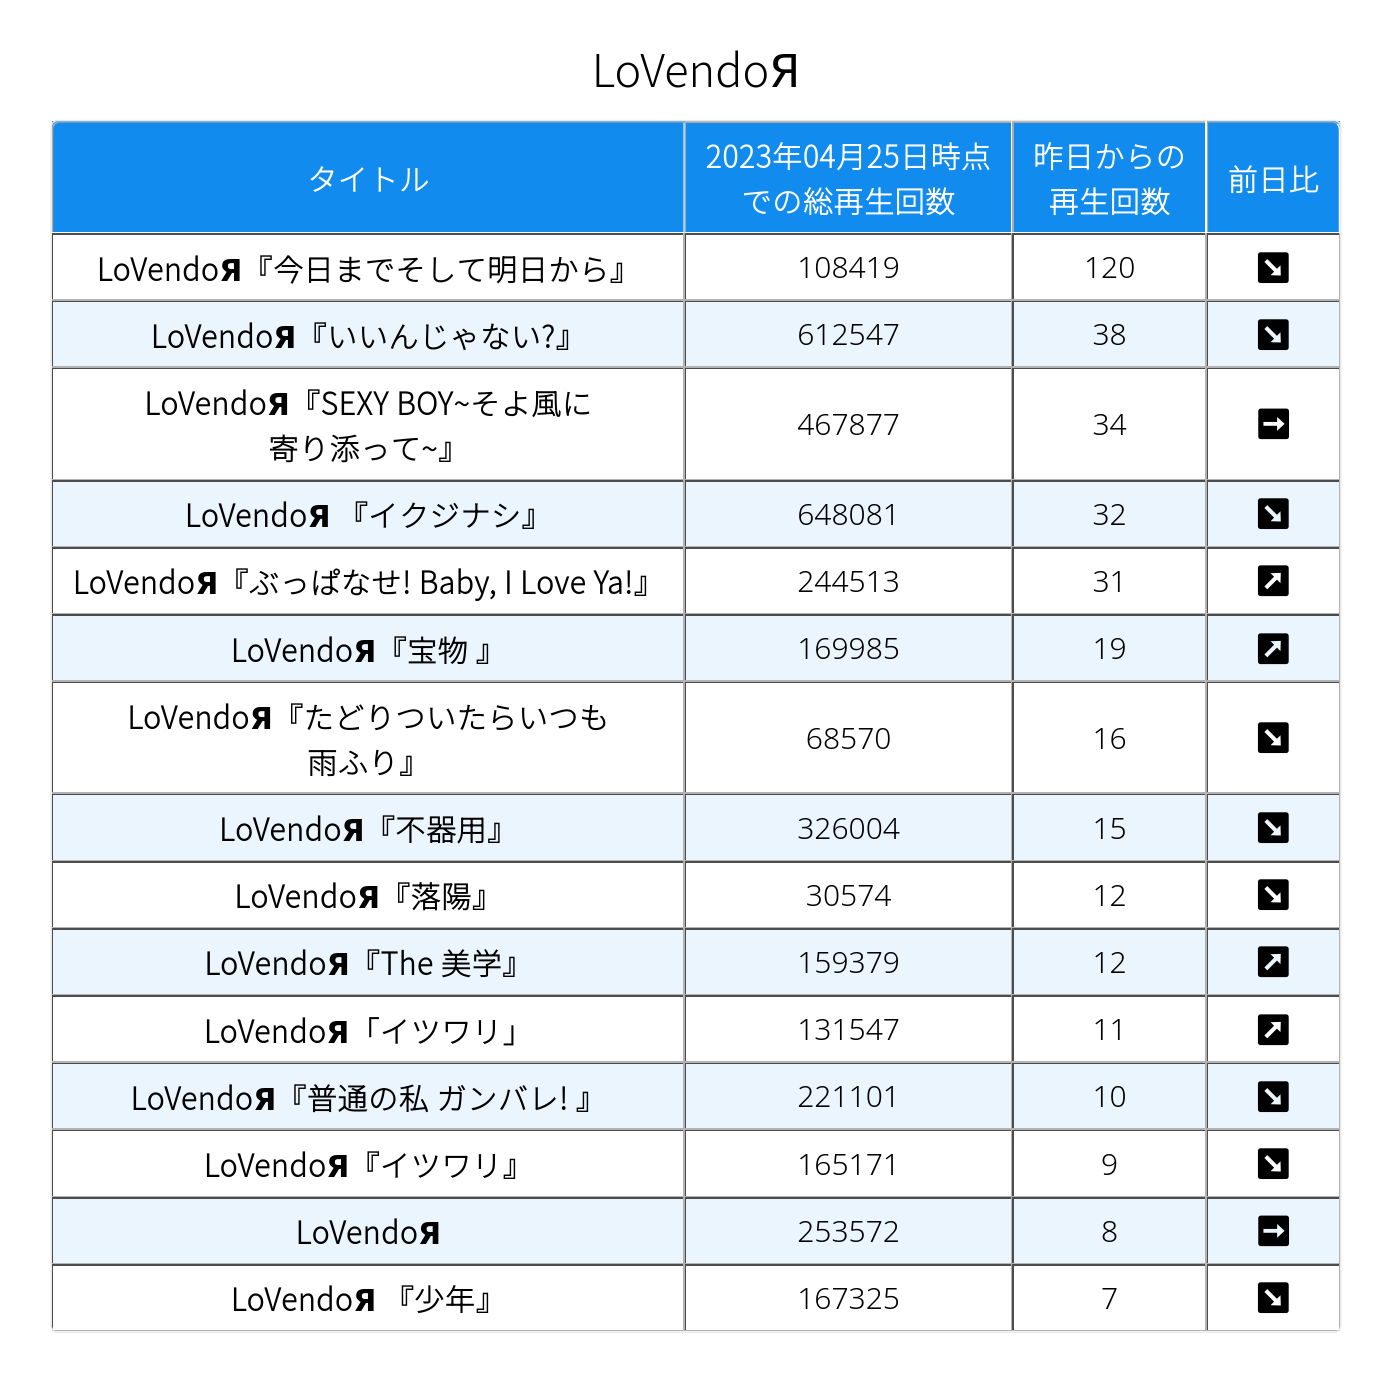 LoVendoЯ
タイトル
2023年04月25日時点
での総再生回数
昨日からの
再生回数
前日比
LoVendoЯ『今日までそして明日から』 108419 120 ↘
LoVendoЯ『いいんじゃない?』 612547 38 ↘
LoVendoЯ『SEXY BOY~そよ風に
寄り添って~』 467877 34 →
LoVendoЯ 『イクジナシ』 648081 32 ↘
LoVendoЯ『ぶっぱなせ! Baby, I Love Ya!』 244513 31 ↗
LoVendoЯ『宝物 』 169985 19 ↗
LoVendoЯ『たどりついたらいつも
雨ふり』 68570 16 ↘
LoVendoЯ『不器用』 326004 15 ↘
LoVendoЯ『落陽』 30574 12 ↘
LoVendoЯ『The 美学』 159379 12 ↗
LoVendoЯ「イツワリ」 131547 11 ↗
LoVendoЯ『普通の私 ガンバレ! 』 221101 10 ↘
LoVendoЯ『イツワリ』 165171 9 ↘
LoVendoЯ 253572 8 →
LoVendoЯ 『少年』 167325 7 ↘